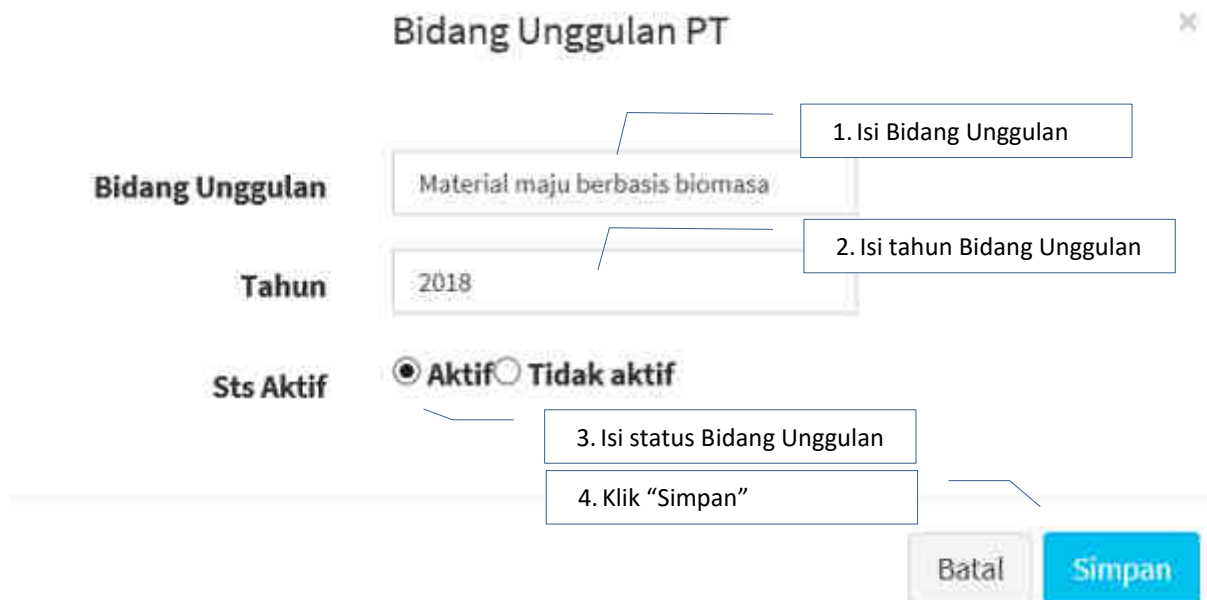 Bidang Unggulan PT
×
1. Isi Bidang Unggulan
Bidang Unggulan
Material maju berbasis biomasa
2. Isi tahun Bidang Unggulan
Tahun
2018
Sts Aktif
Aktif Tidak aktif
3. Isi status Bidang Unggulan
4. Klik “Simpan”
Batal
Simpan